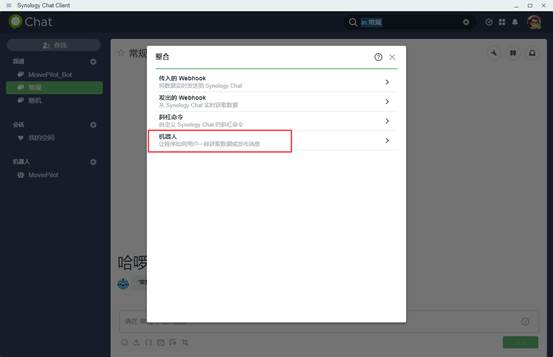 Synology Chat Client
Chat
in:常规
查找
频道
MoviePilot_Bot
常规
随机
会话
我的空间
机器人
MoviePilot
常规
整合
传入的 Webhook
将数据实时发送到 Synology Chat
发出的 Webhook
从 Synology Chat 实时获取数据
斜杠命令
自定义 Synology Chat 的斜杠命令
机器人
让程序如同用户一样获取数据或发布消息
哈啰